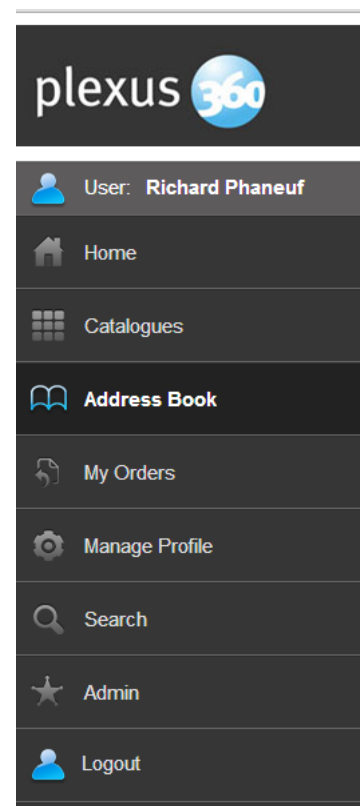 plexus 360
User: Richard Phaneuf
Home
Catalogues
Address Book
My Orders
Manage Profile
Search
Admin
Logout